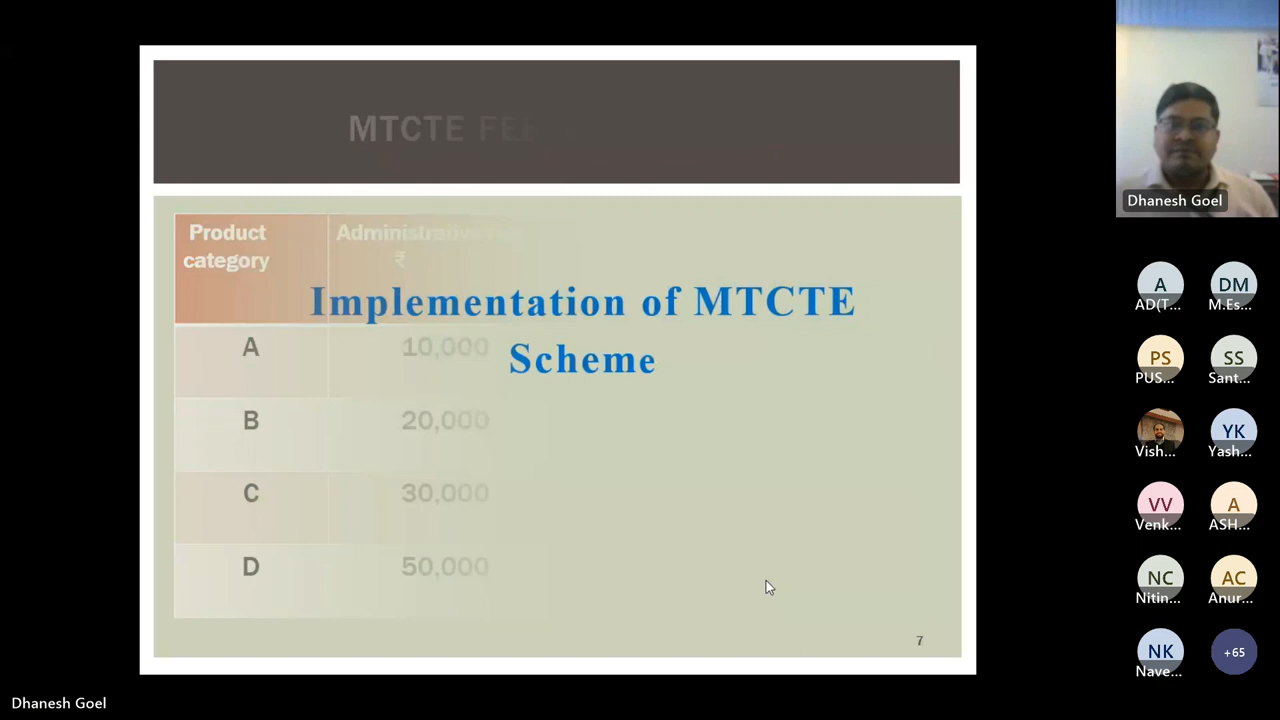 MTCTE FEE
Product
category
Administrative
₹
Implementation of MTCTE
Scheme
A
10,000
B
20,000
C
30,000
D
50,000
7
Dhanesh Goel
A
DM
AD(T...
M.Es...
PS
SS
PUS...
Sant...
YK
Vish...
Yash...
VV
A
Venk...
ASH...
NC
AC
Nitin...
Anur...
NK
+65
Nave...
Dhanesh Goel